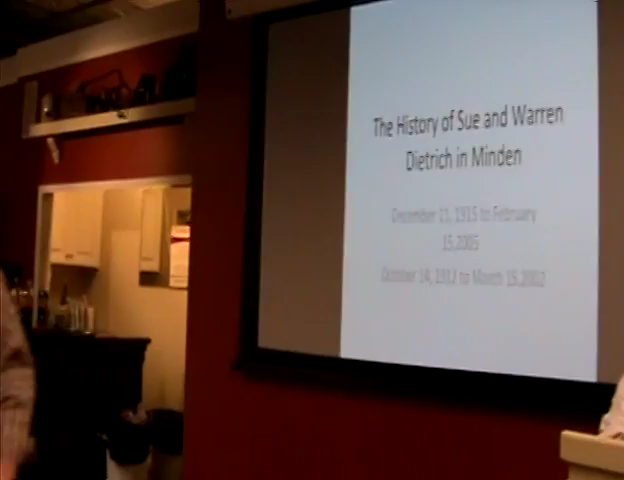 The History of Sue and Warren
Dietrich in Minden
December 11, 1915 to February
15,2005
October 14, 1912 to March 15,2002